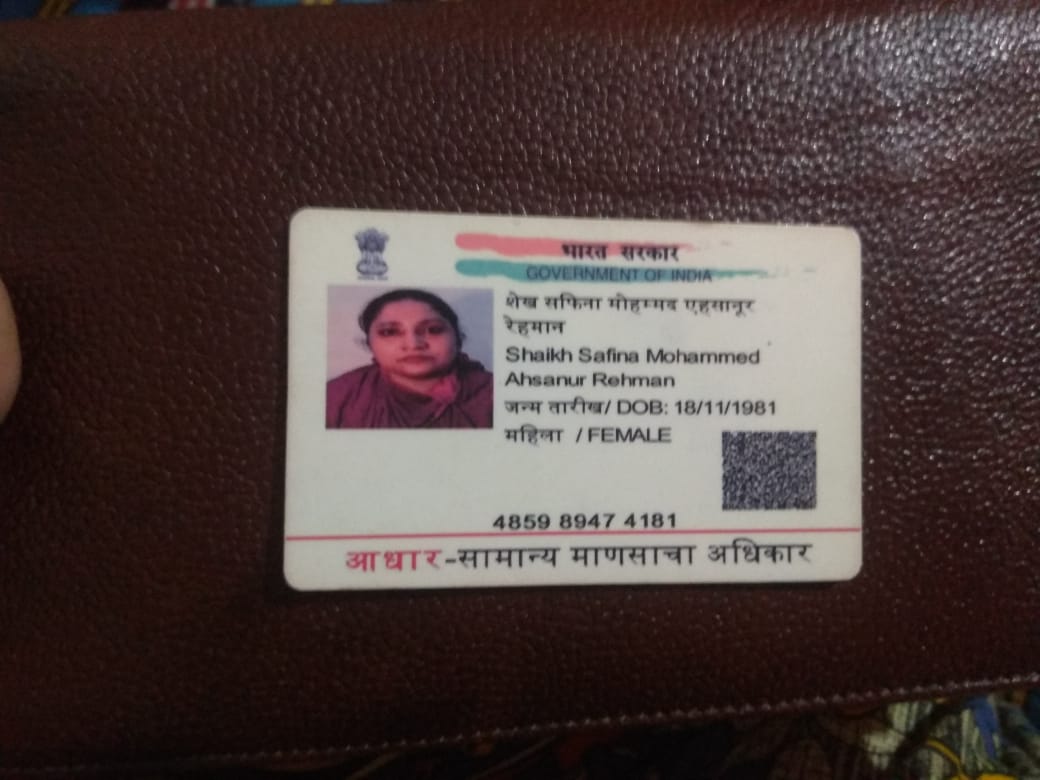 भारत सरकार
GOVERNMENT OF INDIA
शेख सफिना मोहम्मद एहसानूर
रेहमान
Shaikh Safina Mohammed
Ahsanur Rehman
जन्म तारीख/ DOB: 18/11/1981
महिला / FEMALE
4859 8947 4181
आधार-सामान्य माणसाचा अधिकार